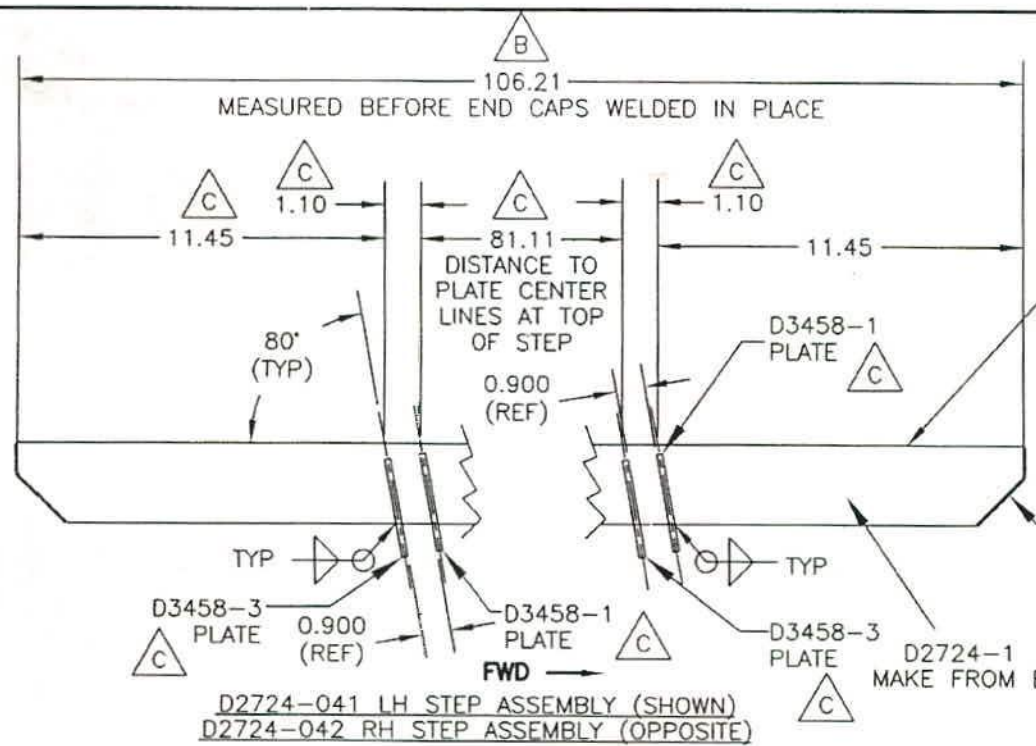 B
106.21
MEASURED BEFORE END CAPS WELDED IN PLACE
C
C
C
C
1.10
1.10
11.45
81.11
11.45
DISTANCE TO
PLATE CENTER
LINES AT TOP
OF STEP
80°
(TYP)
0.900
(REF)
D3458-1
PLATE
C
TYP
TYP
D3458-3
PLATE
C
0.900
(REF)
D3458-1
PLATE
C
D3458-3
PLATE
C
D2724-1
MAKE FROM
FWD
D2724-041 LH STEP ASSEMBLY (SHOWN)
D2724-042 RH STEP ASSEMBLY (OPPOSITE)